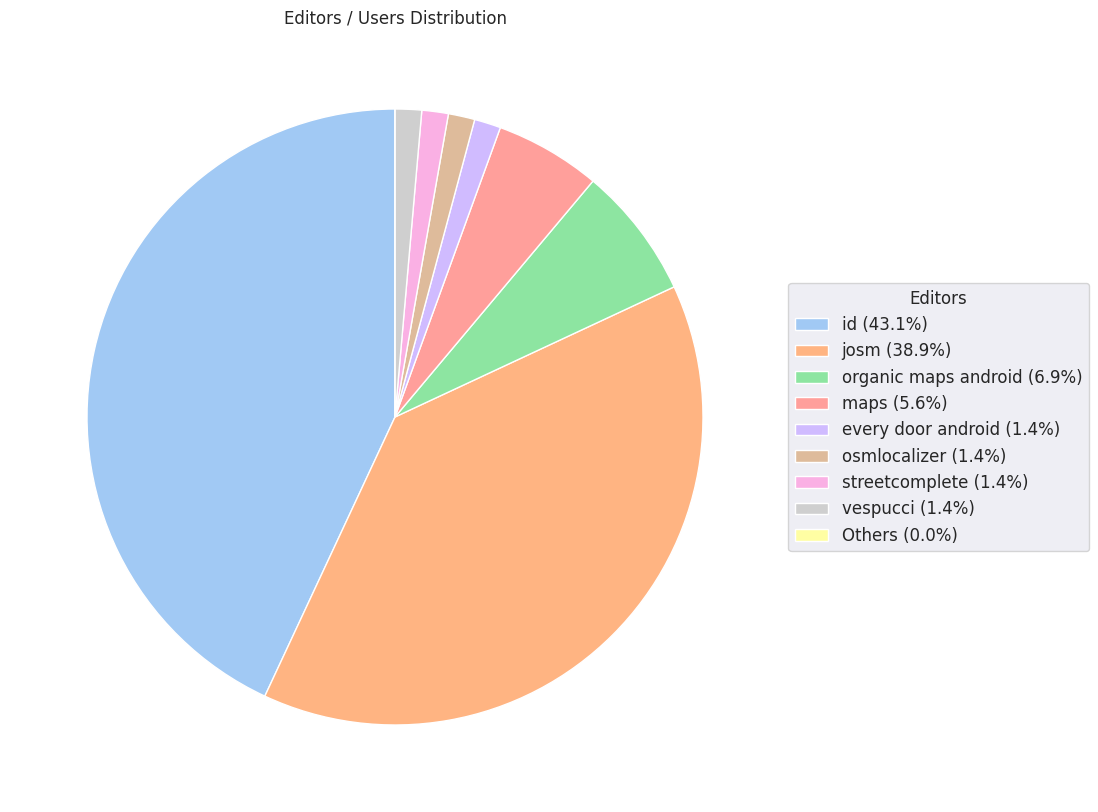 Editors / Users Distribution
Editors
id (43.1%)
josm (38.9%)
organic maps android (6.9%)
maps (5.6%)
every door android (1.4%)
osmlocalizer (1.4%)
streetcomplete (1.4%)
vespucci (1.4%)
Others (0.0%)